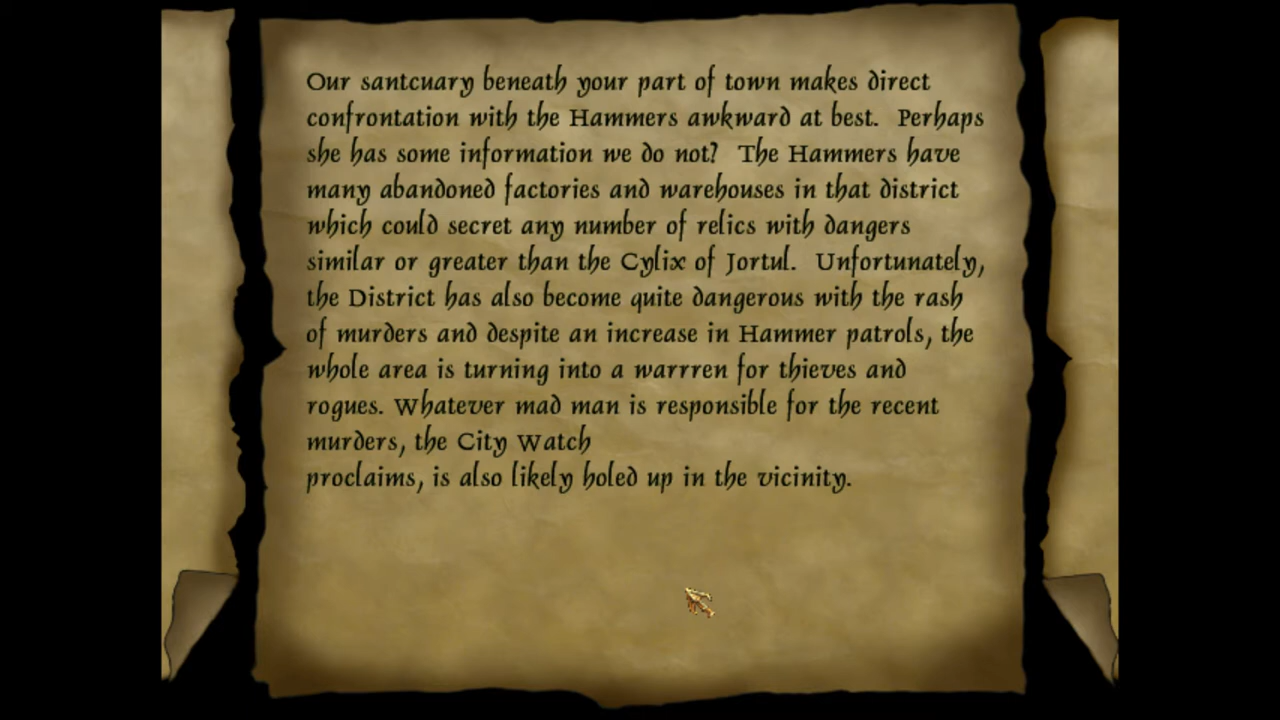 Our santcuary beneath your part of town makes direct
confrontation with the Hammers awkward at best.  Perhaps
she has some information we do not?  The Hammers have
many abandoned factories and warehouses in that district
which could secret any number of relics with dangers
similar or greater than the Cylix of Jortul.  Unfortunately,
the District has also become quite dangerous with the rash
of murders and despite an increase in Hammer patrols, the
whole area is turning into a warrren for thieves and
rogues. Whatever mad man is responsible for the recent
murders, the City Watch
proclaims, is also likely holed up in the vicinity.